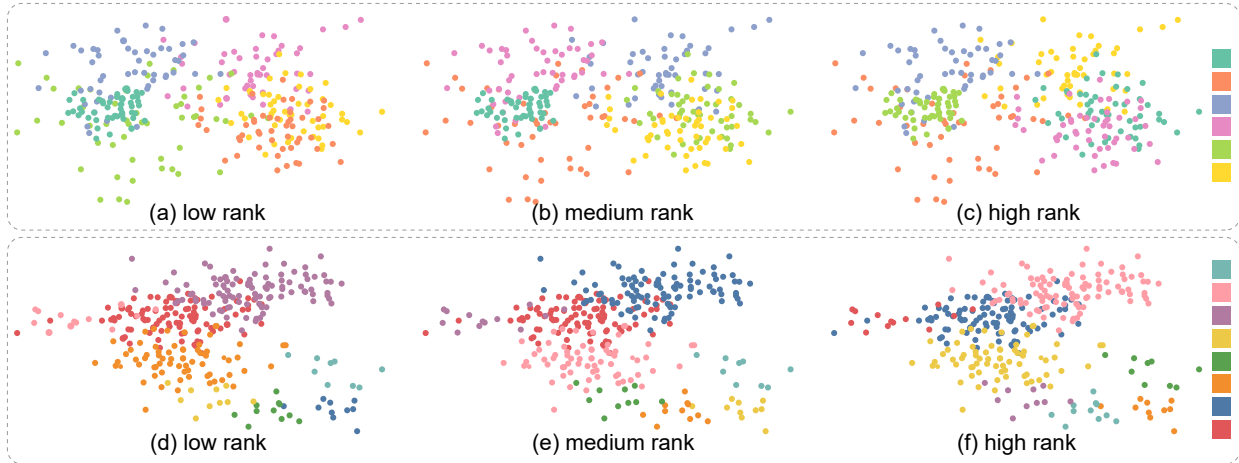 (a) low rank
(b) medium rank
(c) high rank
(d) low rank
(e) medium rank
(f) high rank